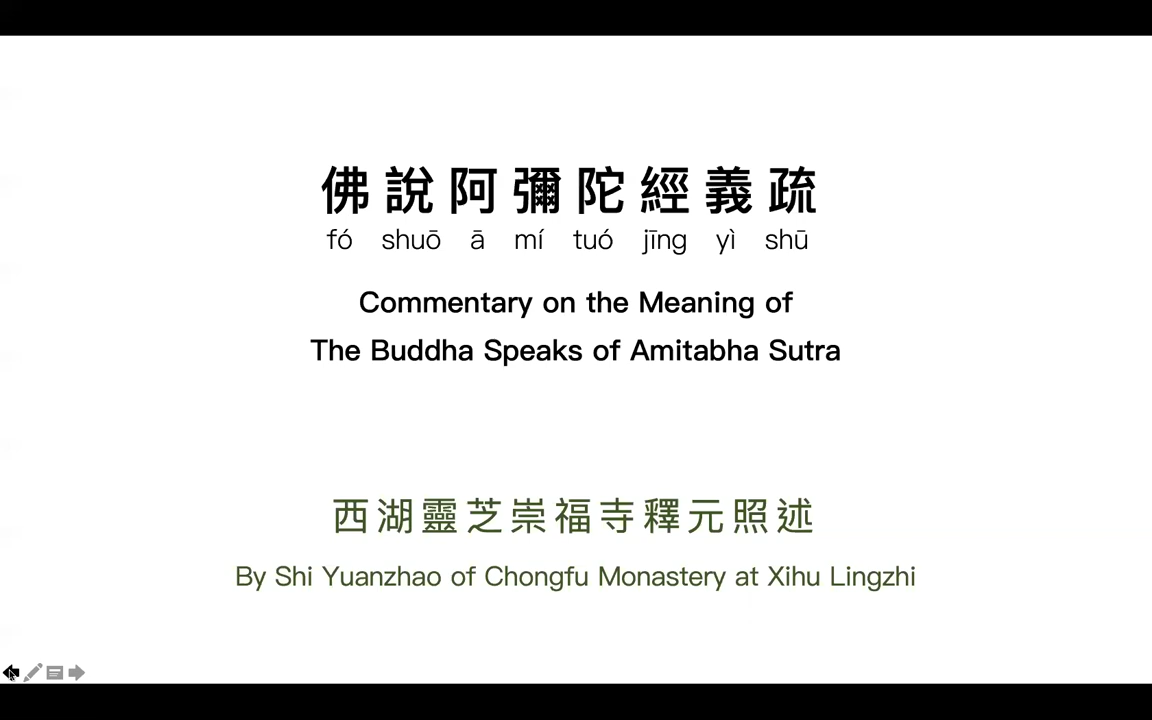 佛說阿彌陀經義疏
fó shuō ā mí tuó jīng yì shū
Commentary on the Meaning of
The Buddha Speaks of Amitabha Sutra
西湖靈芝崇福寺釋元照述
By Shi Yuanzhao of Chongfu Monastery at Xihu Lingzhi